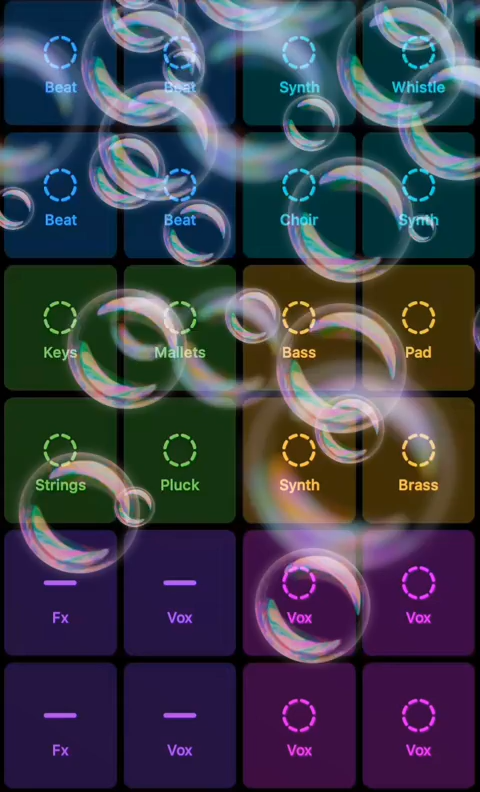 Beat Beat Synth Whistle
Beat Beat Choir Synth
Keys Mallets Bass Pad
Strings Pluck Synth Brass
Fx Vox Vox Vox
Fx Vox Vox Vox